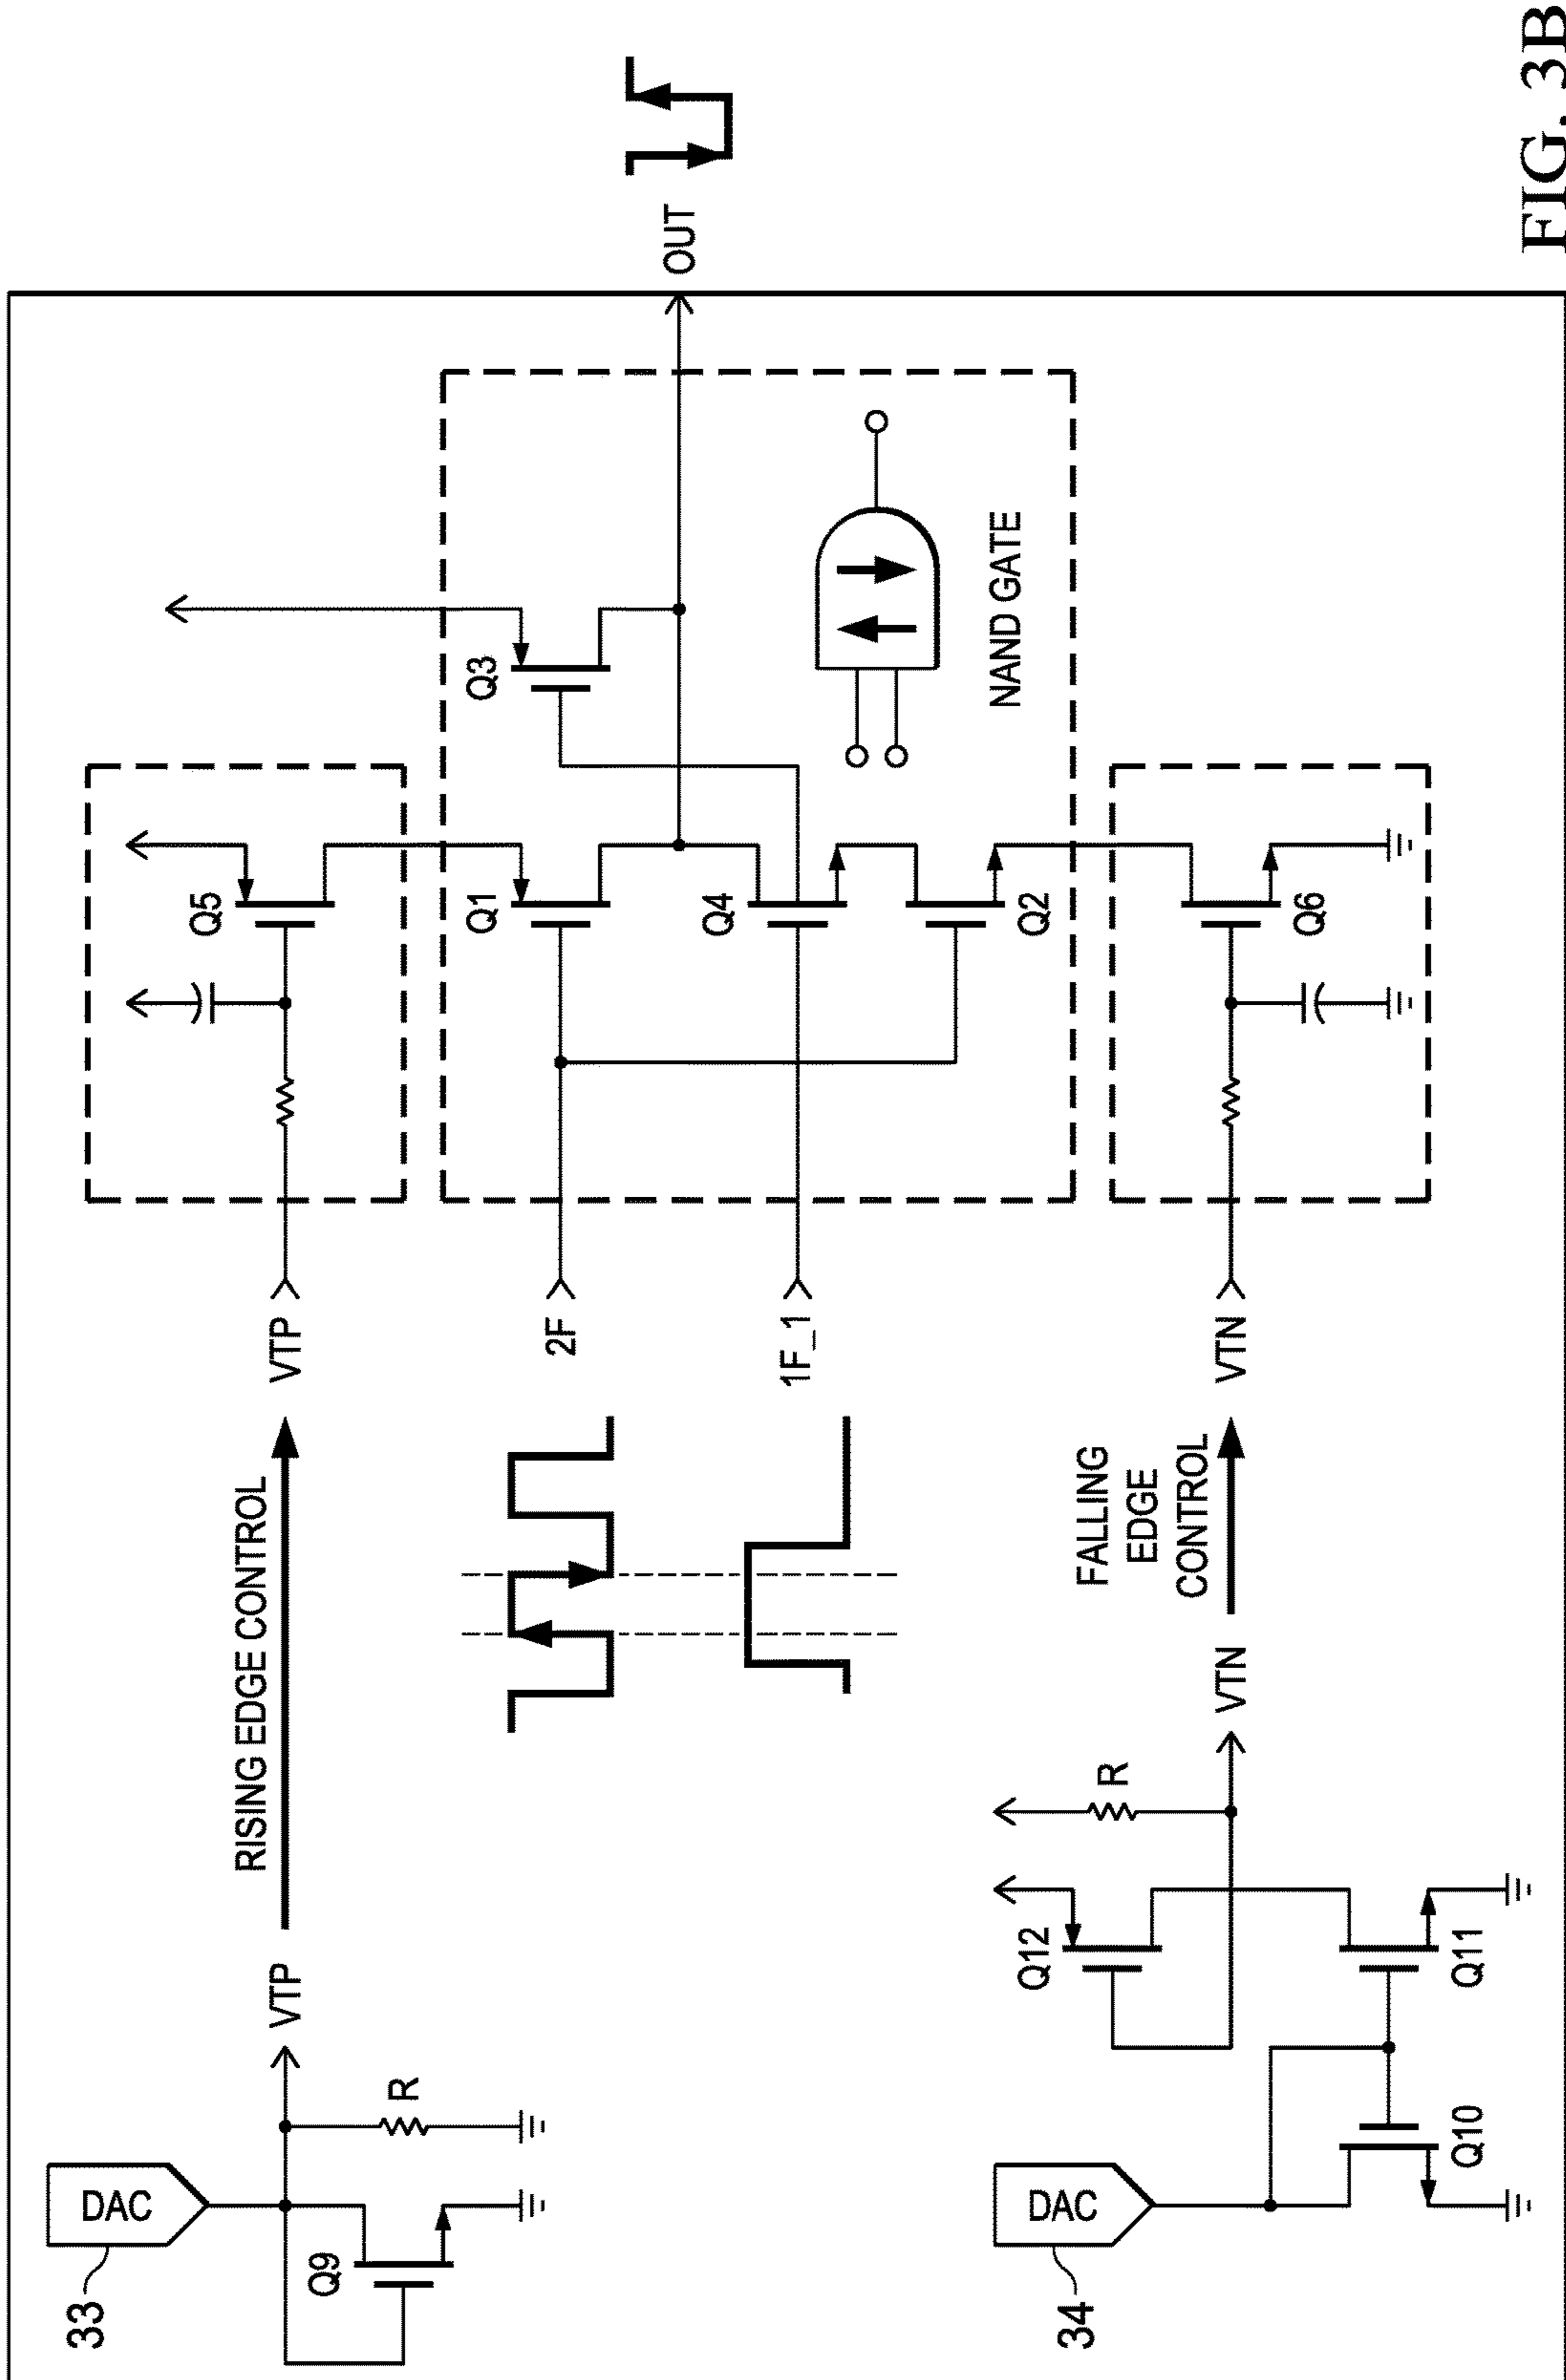 33
DAC
Q9
R
VTP
RISING EDGE CONTROL
VTP
Q5
2F
1F_1
Q1
Q4
Q2
Q3
NAND GATE
OUT
34
DAC
Q10
Q11
Q12
R
VTN
FALLING
EDGE
CONTROL
VTN
Q6
FIG. 3B